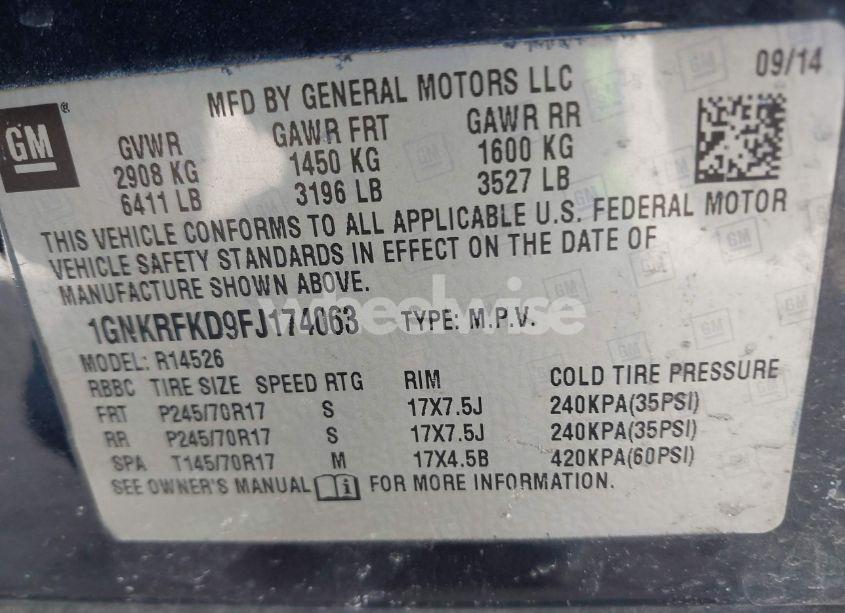 09/14
MFD BY GENERAL MOTORS LLC
GM
GVWR GAWR FRT GAWR RR
2908 KG 1450 KG 1600 KG
6411 LB 3196 LB 3527 LB
THIS VEHICLE CONFORMS TO ALL APPLICABLE U.S. FEDERAL MOTOR
VEHICLE SAFETY STANDARDS IN EFFECT ON THE DATE OF
MANUFACTURE SHOWN ABOVE.
wheelwise
1GNKRFKD9FJ174063 TYPE: M.P.V.
MODEL: R14526
RBBC TIRE SIZE SPEED RTG RIM COLD TIRE PRESSURE
FRT P245/70R17 S 17X7.5J 240KPA(35PSI)
RR P245/70R17 S 17X7.5J 240KPA(35PSI)
SPA T145/70R17 M 17X4.5B 420KPA(60PSI)
SEE OWNER'S MANUAL FOR MORE INFORMATION.